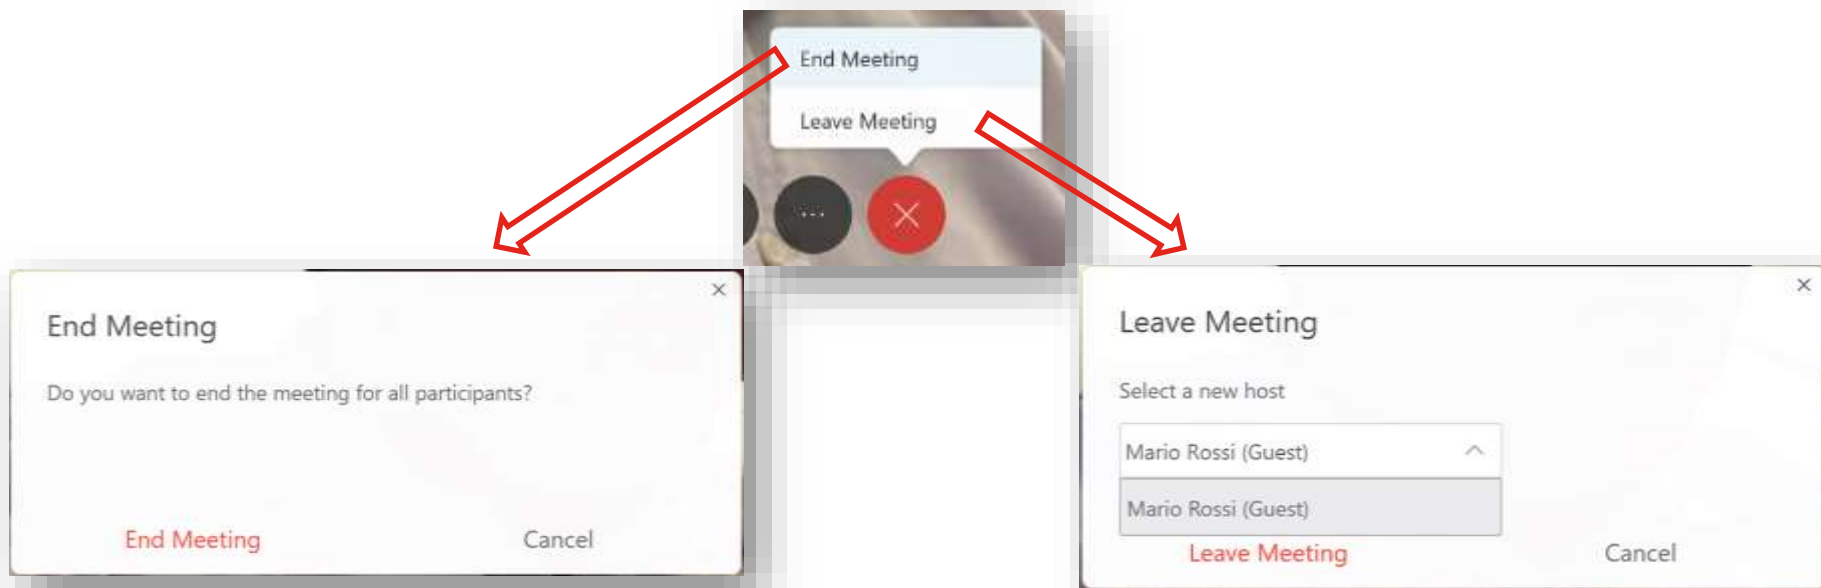 End Meeting
Leave Meeting
End Meeting
Do you want to end the meeting for all participants?
End Meeting
Cancel
Leave Meeting
Select a new host
Mario Rossi (Guest)
Mario Rossi (Guest)
Leave Meeting
Cancel